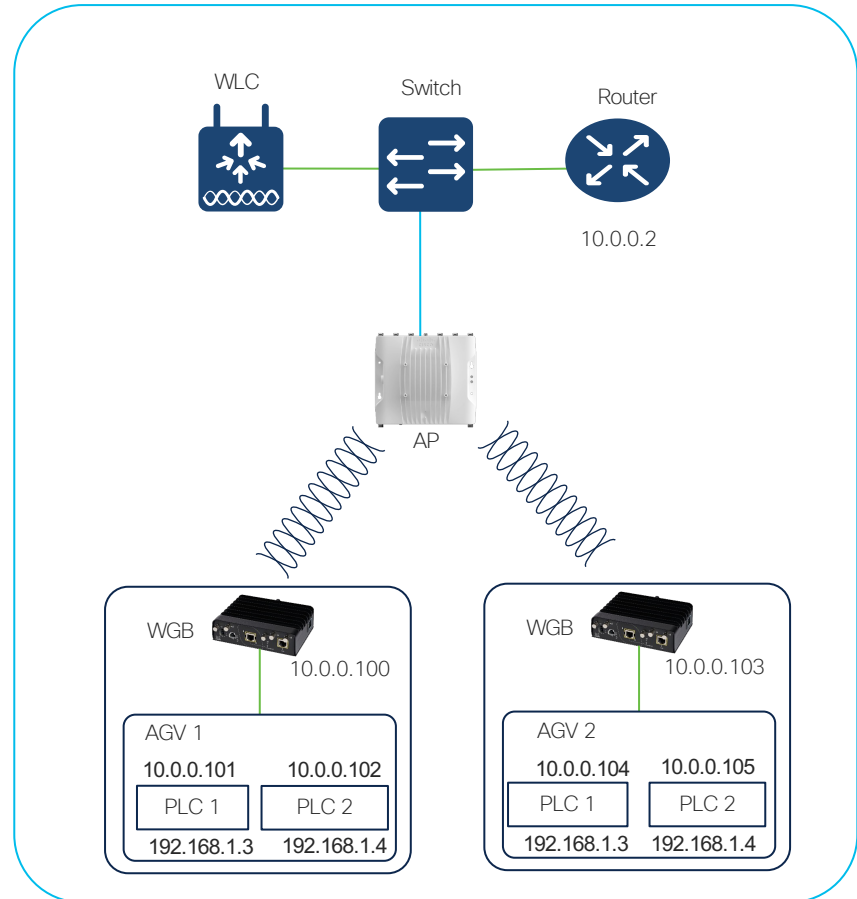 WLC
Switch
Router
10.0.0.2
AP
WGB
10.0.0.100
AGV 1
10.0.0.101 10.0.0.102
PLC 1 PLC 2
192.168.1.3 192.168.1.4
WGB
10.0.0.103
AGV 2
10.0.0.104 10.0.0.105
PLC 1 PLC 2
192.168.1.3 192.168.1.4